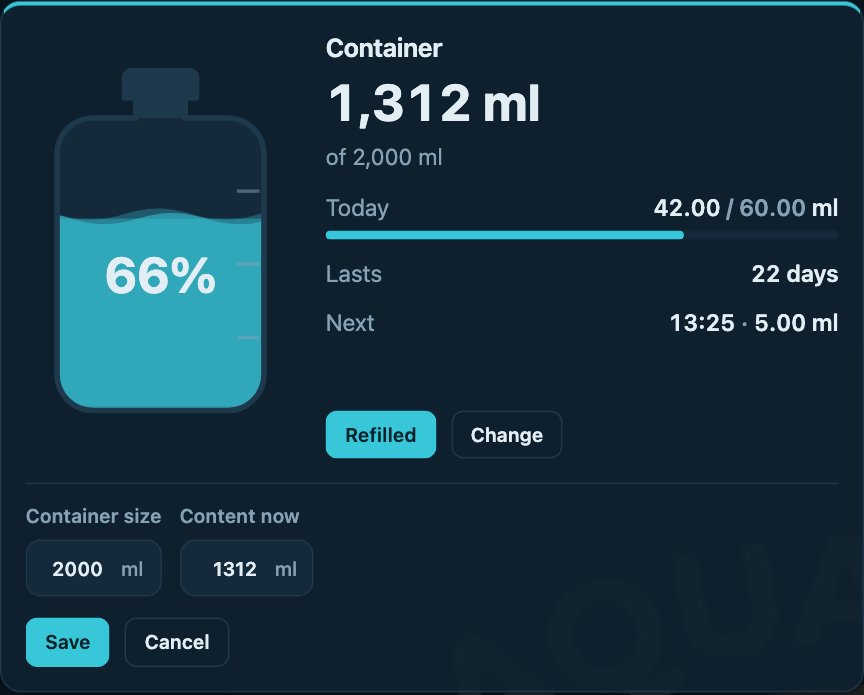 Container
1,312 ml
of 2,000 ml
66%
Today 42.00 / 60.00 ml
Lasts 22 days
Next 13:25 · 5.00 ml
Refilled Change
Container size Content now
2000 ml 1312 ml
Save Cancel
AQUA